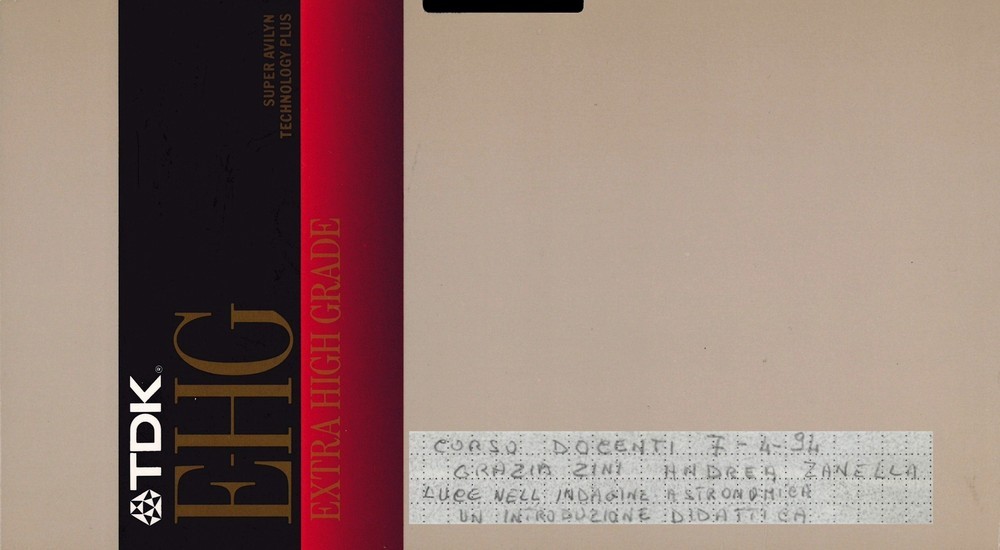 TDK®
EHG
SUPER AVILYN
TECHNOLOGY PLUS
EXTRA HIGH GRADE
CORSO DOCENTI 7-4-94
GRAZIA ZINI ANDREA ZANELLA
LUCE NELL'INDAGINE ASTRONOMICA
UN INTRODUZIONE DIDATTICA